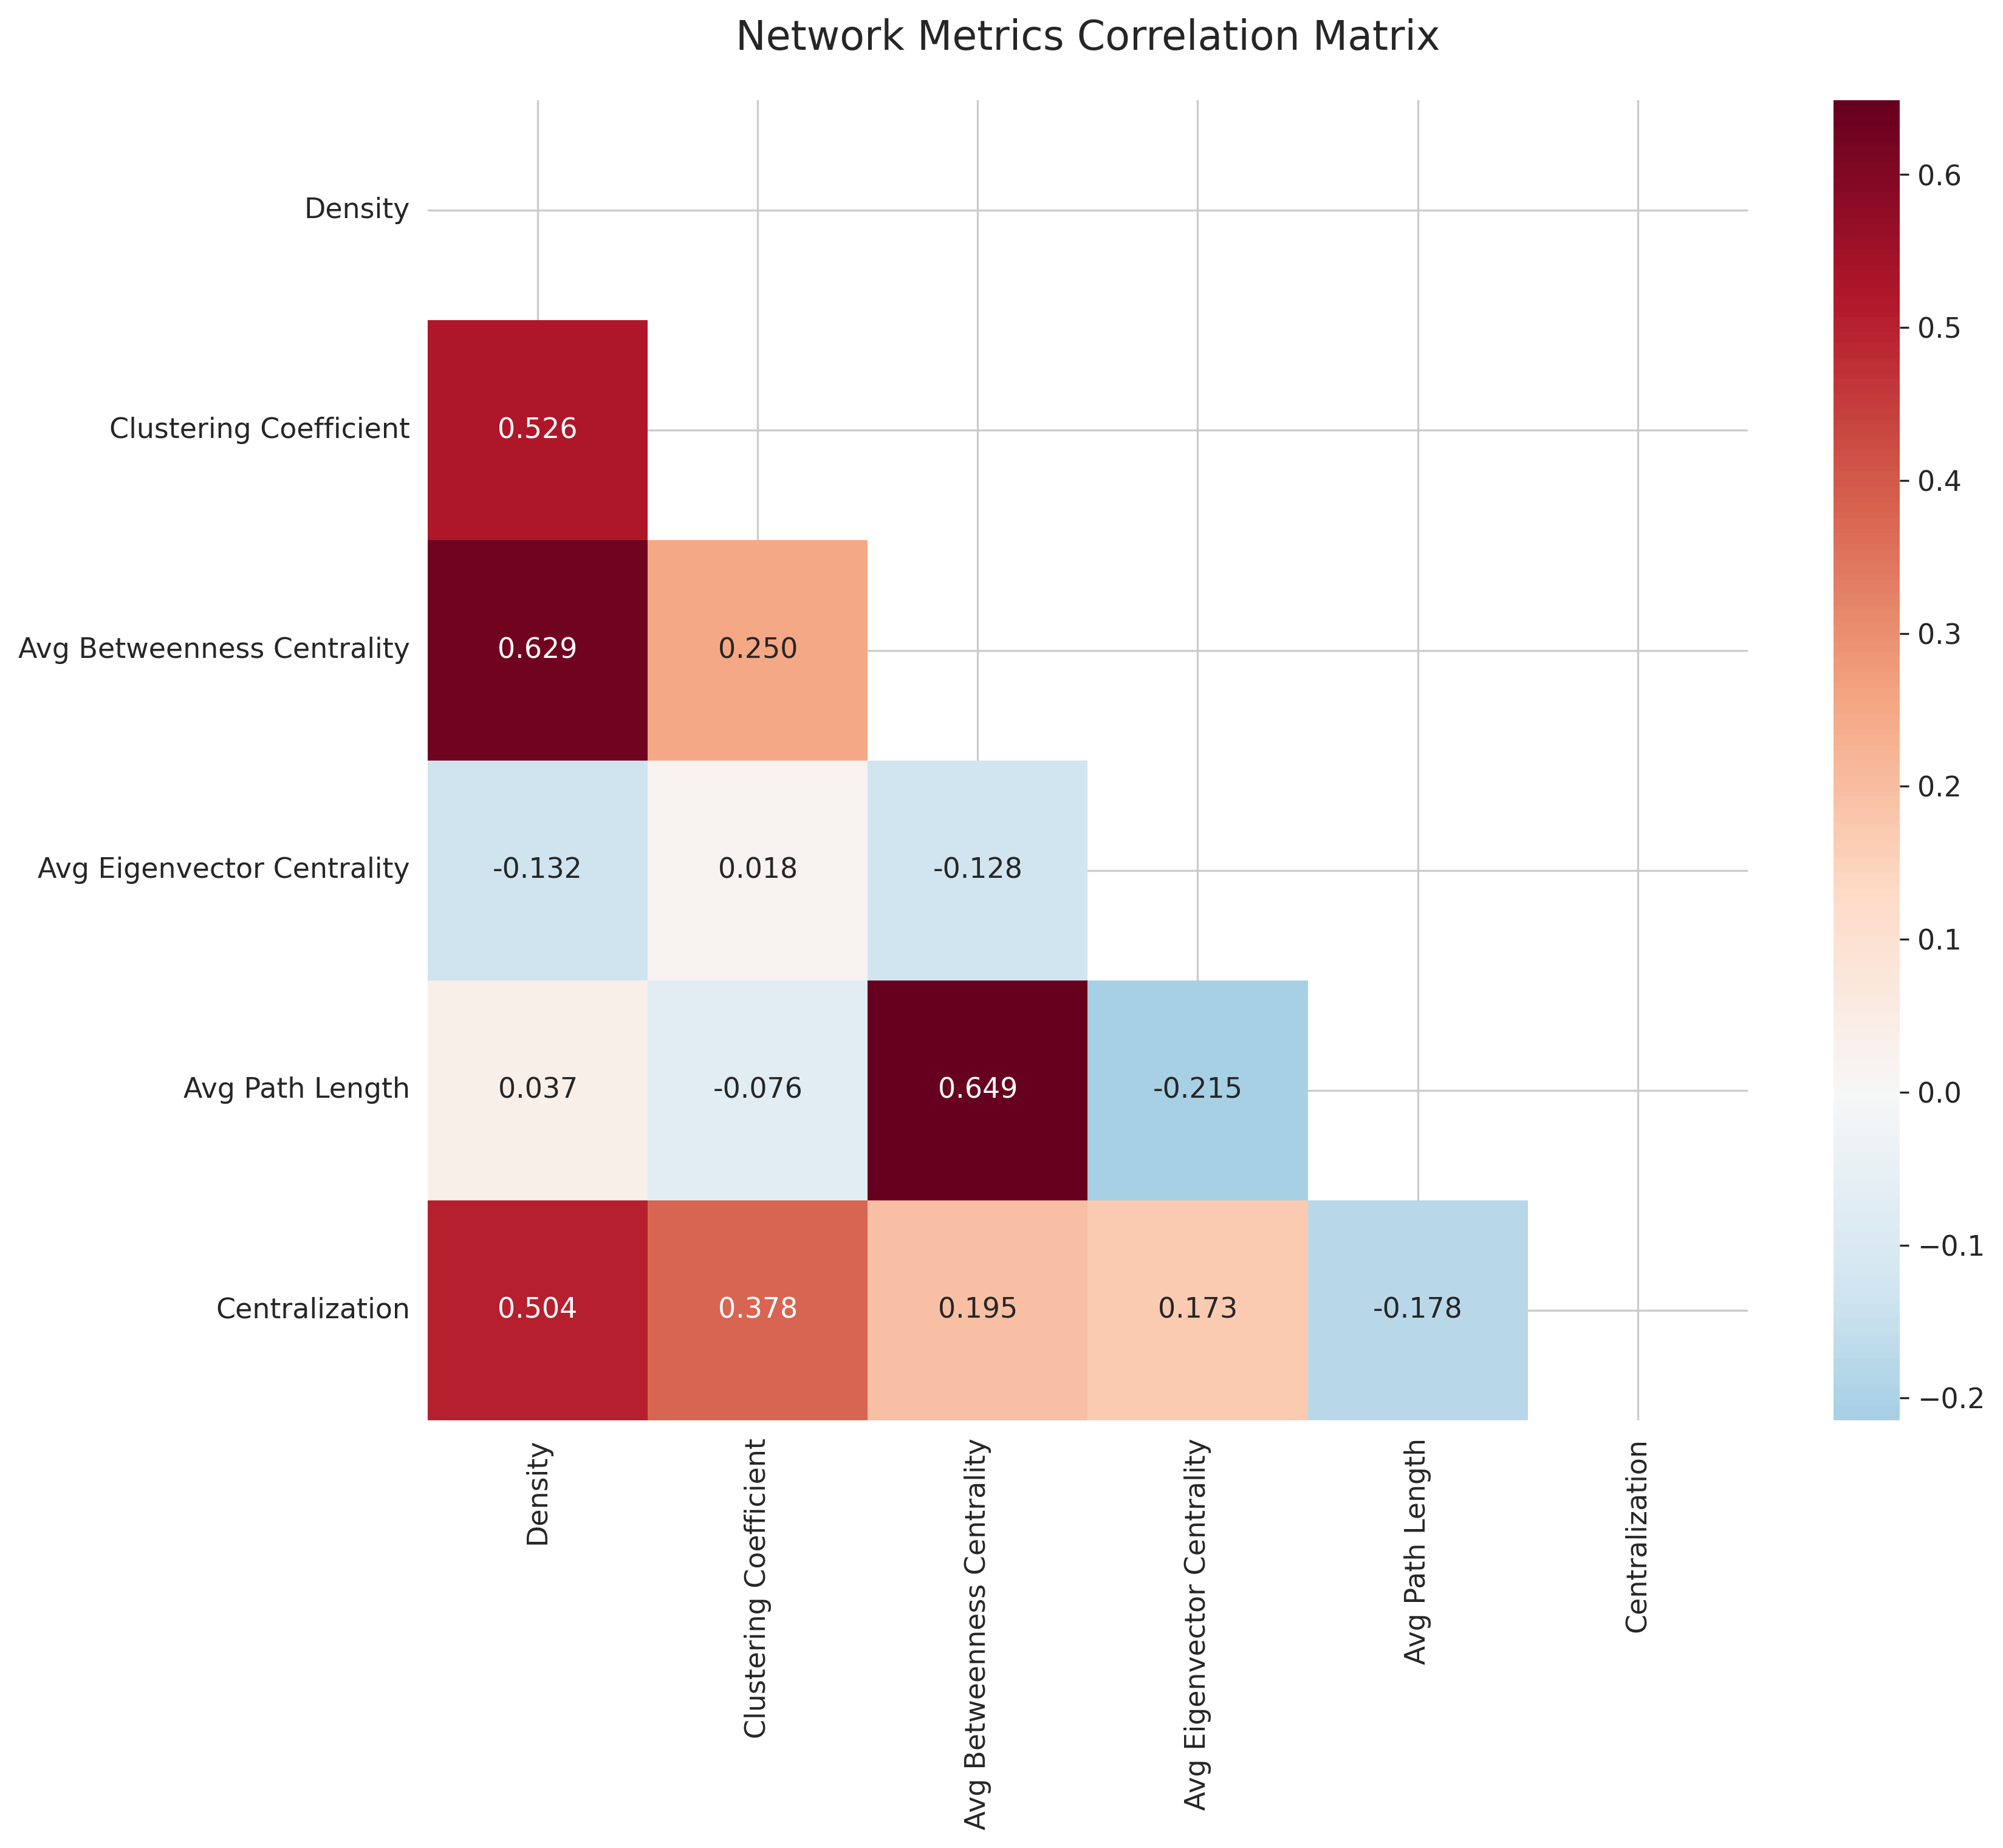 Network Metrics Correlation Matrix
Density
Clustering Coefficient
0.526
Avg Betweenness Centrality
0.629
0.250
Avg Eigenvector Centrality
-0.132
0.018
-0.128
Avg Path Length
0.037
-0.076
0.649
-0.215
Centralization
0.504
0.378
0.195
0.173
-0.178
Density
Clustering Coefficient
Avg Betweenness Centrality
Avg Eigenvector Centrality
Avg Path Length
Centralization
0.6
0.5
0.4
0.3
0.2
0.1
0.0
−0.1
−0.2